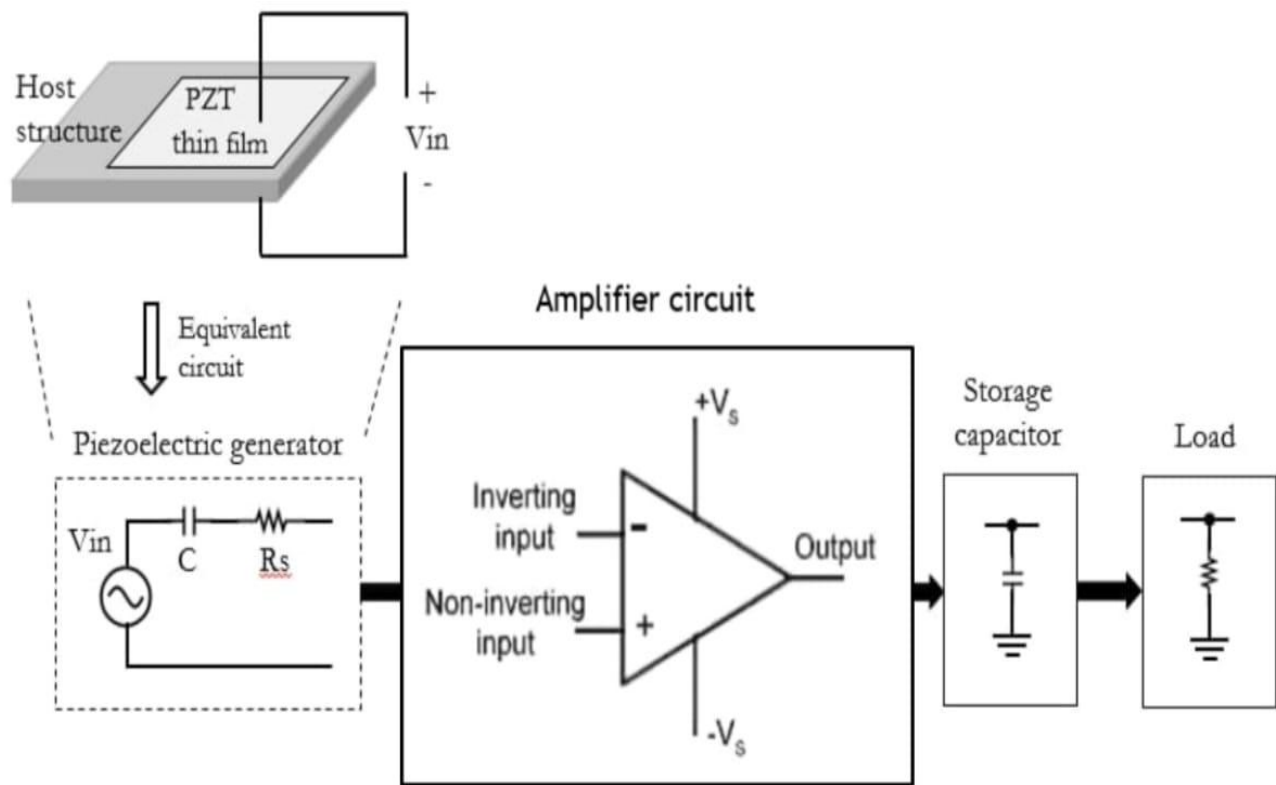 Host
structure
PZT
thin film
+
Vin
-
Equivalent
circuit
Piezoelectric generator
Vin
C
Rs
Amplifier circuit
+Vs
Inverting
input
-
Non-inverting
input
+
Output
-Vs
Storage
capacitor
Load